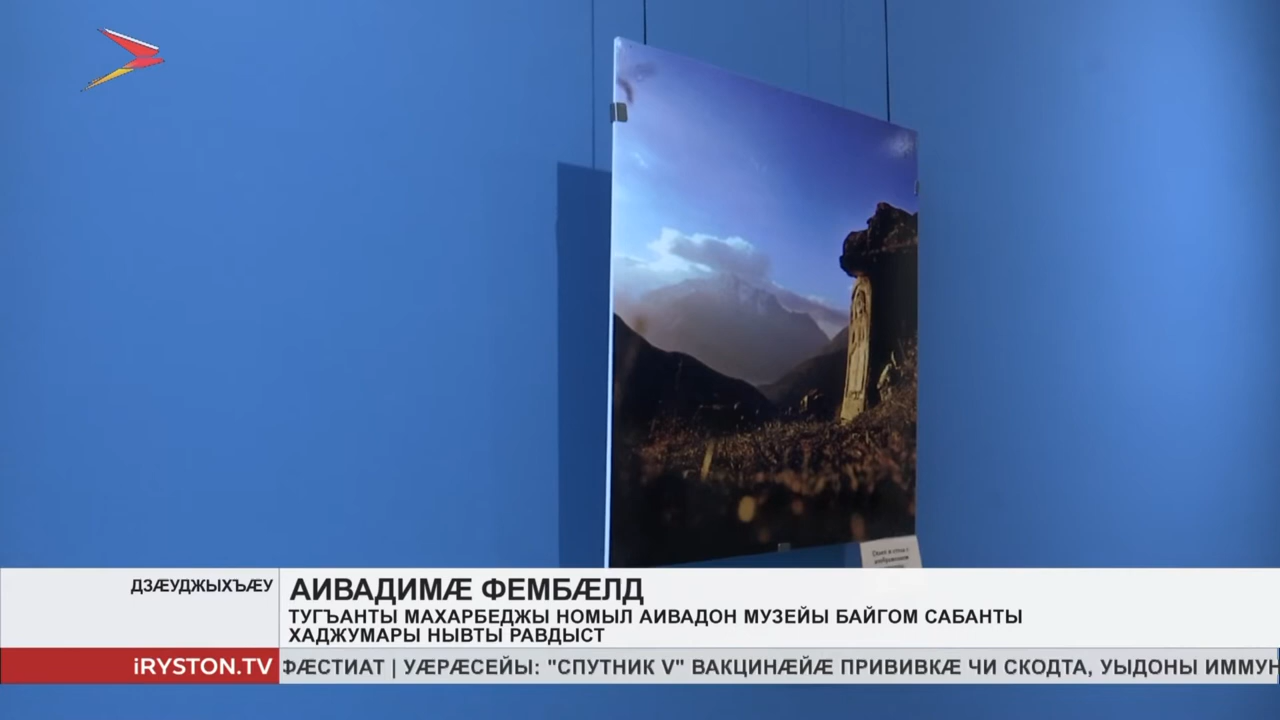 ДЗÆУДЖЫХЪÆУ
АИВАДИМÆ ФЕМБÆЛД
ТУГЪАНТЫ МАХАРБЕДЖЫ НОМЫЛ АИВАДОН МУЗЕЙЫ БАЙГОМ САБАНТЫ
ХАДЖУМАРЫ НЫВТЫ РАВДЫСТ
iRYSTON.TV
ФÆСТИАТ | УÆРÆСЕЙЫ: "СПУТНИК V" ВАКЦИНÆЙÆ ПРИВИВКÆ ЧИ СКОДТА, УЫДОНЫ ИММУН